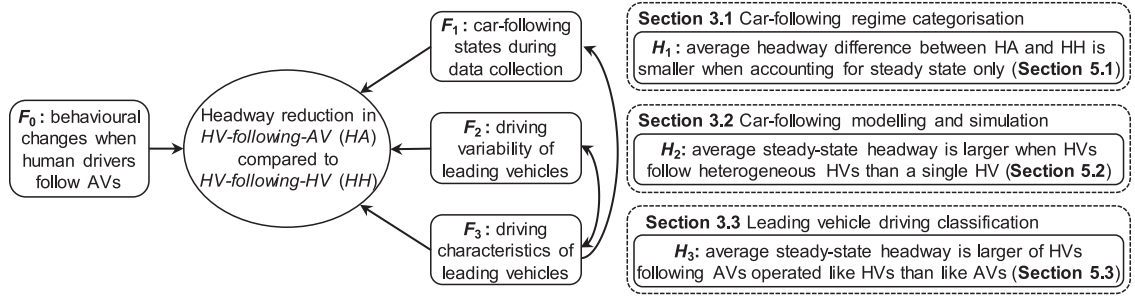 F₀: behavioural
changes when
human drivers
follow AVs
Headway reduction in
HV-following-AV (HA)
compared to
HV-following-HV (HH)
F₁: car-following
states during
data collection
F₂: driving
variability of
leading vehicles
F₃: driving
characteristics of
leading vehicles
Section 3.1 Car-following regime categorisation
H₁: average headway difference between HA and HH is
smaller when accounting for steady state only (Section 5.1)
Section 3.2 Car-following modelling and simulation
H₂: average steady-state headway is larger when HVs
follow heterogeneous HVs than a single HV (Section 5.2)
Section 3.3 Leading vehicle driving classification
H₃: average steady-state headway is larger of HVs
following AVs operated like HVs than like AVs (Section 5.3)